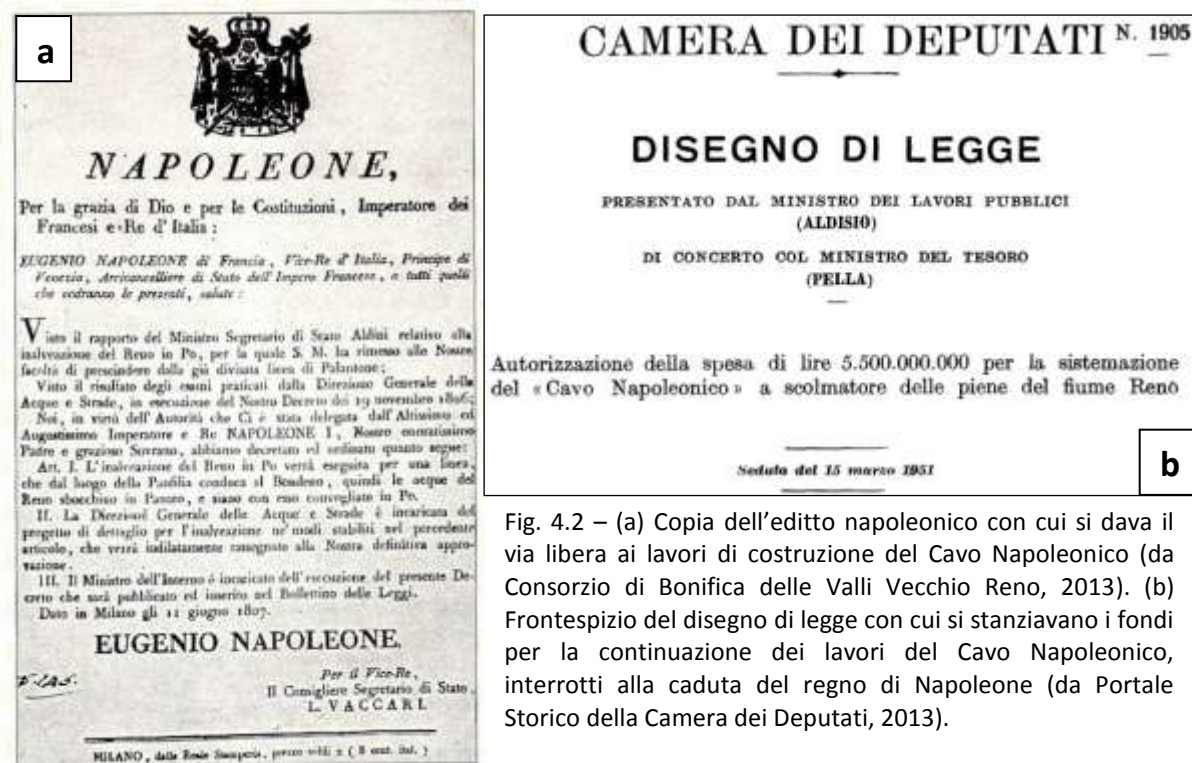 a
NAPOLEONE,
Per la grazia di Dio e per le Costituzioni, Imperatore dei
Francesi e Re d'Italia:
EUGENIO NAPOLEONE di Francia, Vice-Re d'Italia, Principe di
Venezia, Arcicancelliere di Stato dell'Impero Francese, a tutti quelli
che vedranno le presenti, salute:
Visto il rapporto del Ministro Segretario di Stato Aldini relativo alla
inalveazione del Reno in Po, per la quale S. M. ha rimesso alle Nostre
facoltà di prescindere dalla già divisata linea di Palantone;
Visto il risultato degli esami praticati dalla Direzione Generale delle
Acque e Strade, in esecuzione del Nostro Decreto dei 19 novembre 1806;
Noi, in virtù dell'Autorità che Ci è stata delegata dall'Altissimo ed
Augustissimo Imperatore e Re NAPOLEONE I, Nostro onoratissimo
Padre e grazioso Sovrano, abbiamo decretato ed ordinato quanto segue:
Art. I. L'inalveazione del Reno in Po verrà eseguita per una linea,
che dal luogo della Panfilia conduca al Bondeno, quindi le acque del
Reno sbocchino in Panaro, e siano con esso convogliate in Po.
II. La Direzione Generale delle Acque e Strade è incaricata del
progetto di dettaglio per l'inalveazione ne' modi stabiliti nel precedente
articolo, che verrà indilatamente rassegnato alla Nostra definitiva appro-
vazione.
III. Il Ministro dell'Interno è incaricato dell'esecuzione del presente De-
creto che sarà pubblicato ed inserito nel Bollettino delle Leggi.
Dato in Milano gli 11 giugno 1807.
EUGENIO NAPOLEONE.
Per il Vice-Re,
Il Consigliere Segretario di Stato,
L. VACCARI.
MILANO, dalla Reale Stamperia, prezzo soldi 2 (8 cent. ital.)
CAMERA DEI DEPUTATI N. 1905
DISEGNO DI LEGGE
PRESENTATO DAL MINISTRO DEI LAVORI PUBBLICI
(ALDISIO)
DI CONCERTO COL MINISTRO DEL TESORO
(PELLA)
Autorizzazione della spesa di lire 5.500.000.000 per la sistemazione
del «Cavo Napoleonico» a scolmatore delle piene del fiume Reno
Seduta del 15 marzo 1951
b
Fig. 4.2 – (a) Copia dell'editto napoleonico con cui si dava il
via libera ai lavori di costruzione del Cavo Napoleonico (da
Consorzio di Bonifica delle Valli Vecchio Reno, 2013). (b)
Frontespizio del disegno di legge con cui si stanziavano i fondi
per la continuazione dei lavori del Cavo Napoleonico,
interrotti alla caduta del regno di Napoleone (da Portale
Storico della Camera dei Deputati, 2013).